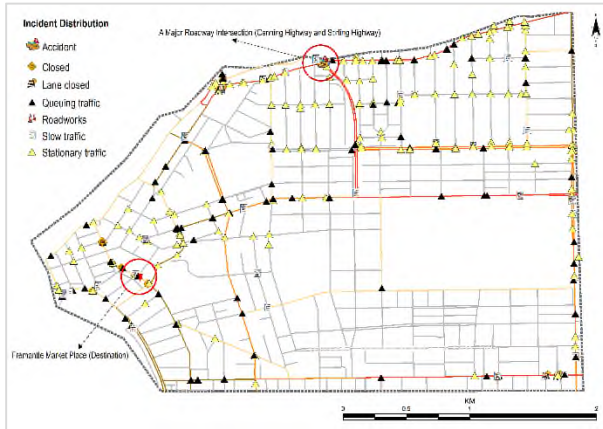 Incident Distribution
Accident
Closed
Lane closed
Queuing traffic
Roadworks
Slow traffic
Stationary traffic
A Major Roadway Intersection (Canning Highway and Stirling Highway)
Fremantle Market Place (Destination)
KM
0 0.5 1 2